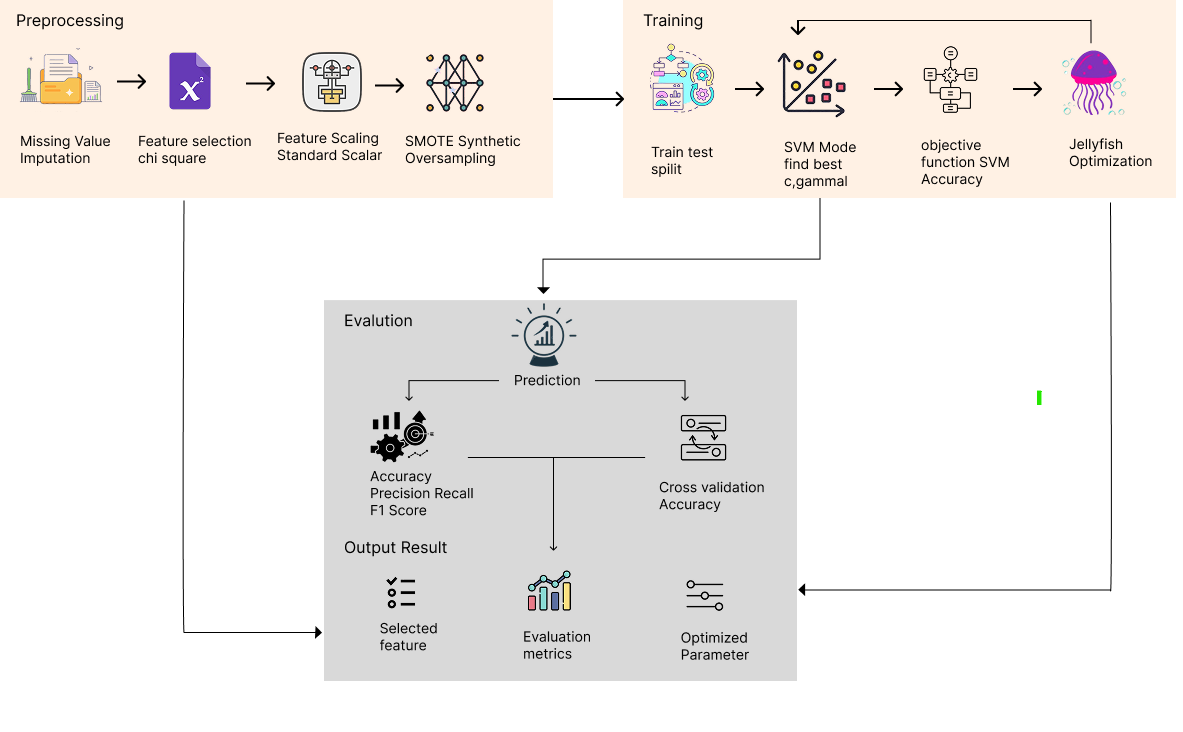 Preprocessing
Missing Value
Imputation
x²
Feature selection
chi square
Feature Scaling
Standard Scalar
SMOTE Synthetic
Oversampling
Training
Train test
spilit
SVM Mode
find best
c,gammal
objective
function SVM
Accuracy
Jellyfish
Optimization
Evalution
Prediction
Accuracy
Precision Recall
F1 Score
Cross validation
Accuracy
Output Result
Selected
feature
Evaluation
metrics
Optimized
Parameter